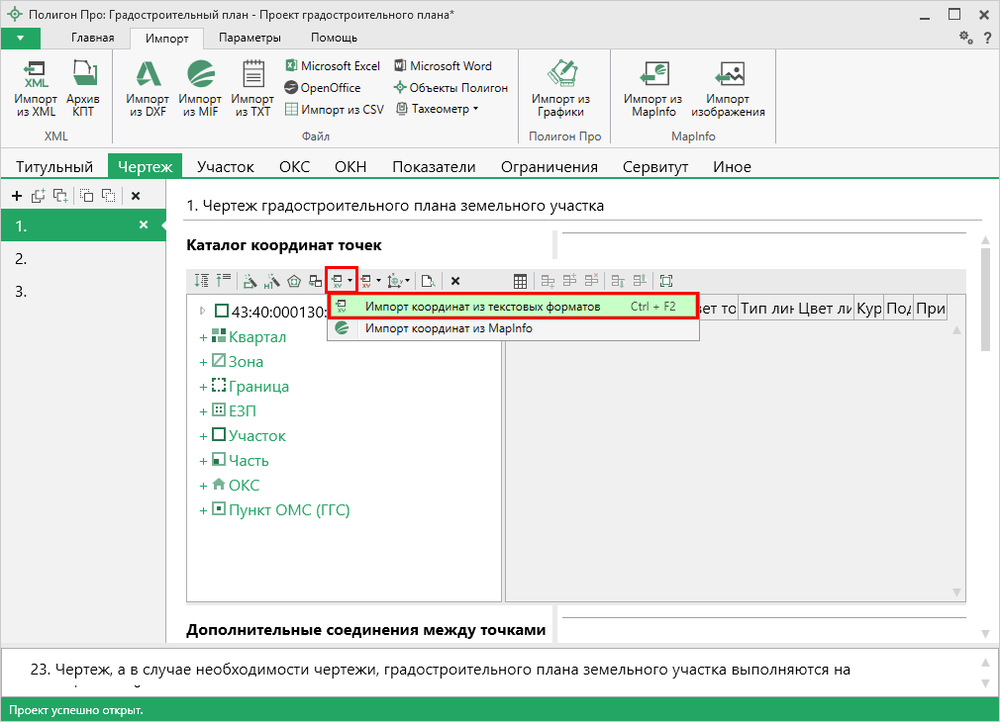 Полигон Про: Градостроительный план - Проект градостроительного плана*
Главная Импорт Параметры Помощь ?
XML Импорт из XML
Архив КПТ
XML
Импорт из DXF
Импорт из MIF
Импорт из TXT
Microsoft Excel Microsoft Word
OpenOffice Объекты Полигон
Импорт из CSV Тахеометр
Файл
Импорт из Графики
Полигон Про
Импорт из MapInfo
Импорт изображения
MapInfo
Титульный Чертеж Участок ОКС ОКН Показатели Ограничения Сервитут Иное
1.
2.
3.
1. Чертеж градостроительного плана земельного участка
Каталог координат точек
Импорт координат из текстовых форматов Ctrl + F2
Импорт координат из MapInfo
43:40:000130:
вет то Тип лин Цвет ли Кур Под При
+ Квартал
+ Зона
+ Граница
+ ЕЗП
+ Участок
+ Часть
+ ОКС
+ Пункт ОМС (ГГС)
Дополнительные соединения между точками
23. Чертеж, а в случае необходимости чертежи, градостроительного плана земельного участка выполняются на
Проект успешно открыт.